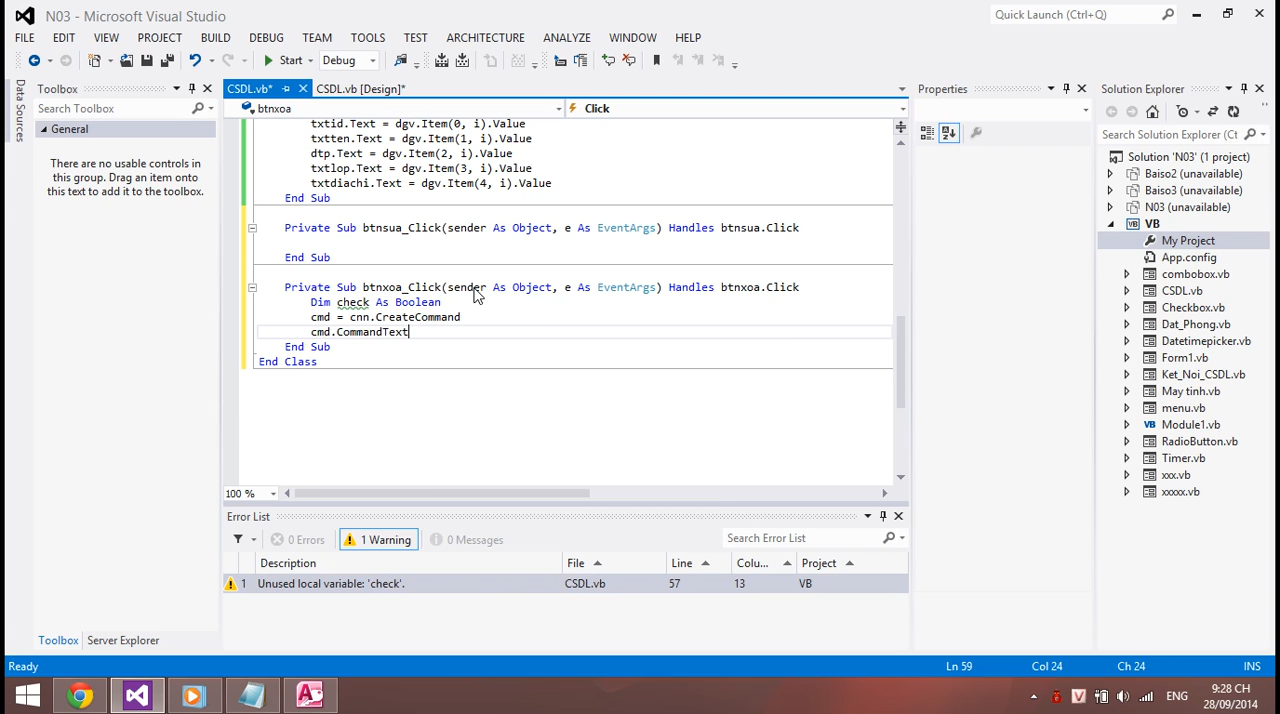 N03 - Microsoft Visual Studio
Quick Launch (Ctrl+Q)
FILE EDIT VIEW PROJECT BUILD DEBUG TEAM TOOLS TEST ARCHITECTURE ANALYZE WINDOW HELP
Start Debug
Data Sources
Toolbox
Search Toolbox
General
There are no usable controls in
this group. Drag an item onto
this text to add it to the toolbox.
Toolbox Server Explorer
CSDL.vb* CSDL.vb [Design]*
btnxoa Click
txtid.Text = dgv.Item(0, i).Value
txtten.Text = dgv.Item(1, i).Value
dtp.Text = dgv.Item(2, i).Value
txtlop.Text = dgv.Item(3, i).Value
txtdiachi.Text = dgv.Item(4, i).Value
End Sub
Private Sub btnsua_Click(sender As Object, e As EventArgs) Handles btnsua.Click
End Sub
Private Sub btnxoa_Click(sender As Object, e As EventArgs) Handles btnxoa.Click
Dim check As Boolean
cmd = cnn.CreateCommand
cmd.CommandText
End Sub
End Class
100 %
Error List
0 Errors 1 Warning 0 Messages
Search Error List
Description File Line Colu... Project
1 Unused local variable: 'check'. CSDL.vb 57 13 VB
Properties
Solution Explorer
Search Solution Explorer (Ct
Solution 'N03' (1 project)
Baiso2 (unavailable)
Baiso3 (unavailable)
N03 (unavailable)
VB VB
My Project
App.config
combobox.vb
CSDL.vb
Checkbox.vb
Dat_Phong.vb
Datetimepicker.vb
Form1.vb
Ket_Noi_CSDL.vb
May tinh.vb
menu.vb
VB Module1.vb
RadioButton.vb
Timer.vb
xxx.vb
xxxxx.vb
Ready Ln 59 Col 24 Ch 24 INS
V ENG 9:28 CH
28/09/2014